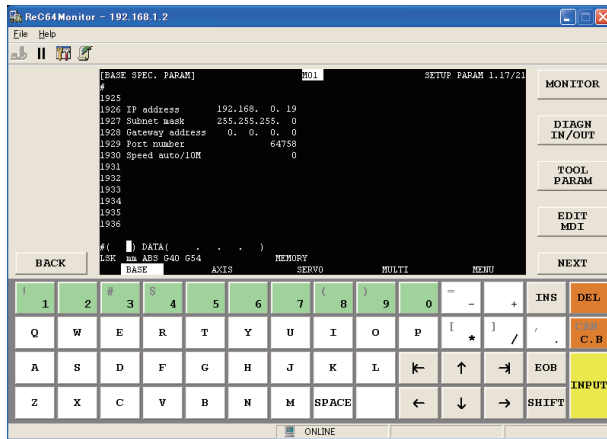 ReC64Monitor - 192.168.1.2
File Help
[BASE SPEC. PARAM] M01 SETUP PARAM 1.17/21
#
1925
1926 IP address 192.168. 0. 19
1927 Subnet mask 255.255.255. 0
1928 Gateway address 0. 0. 0. 0
1929 Port number 64758
1930 Speed auto/10M 0
1931
1932
1933
1934
1935
1936
#( ) DATA( . . . )
LSK mm ABS G40 G54 MEMORY
BASE AXIS SERVO MULTI MENU
MONITOR
DIAGN
IN/OUT
TOOL
PARAM
EDIT
MDI
BACK
NEXT
! 1 2 # 3 $ 4 5 6 7 ( 8 ) 9 0 = - + INS DEL
Q W E R T Y U I O P [ * ] / , . CAN
C.B
A S D F G H J K L |← ↑ →| EOB
INPUT
Z X C V B N M SPACE ← ↓ → SHIFT
ONLINE